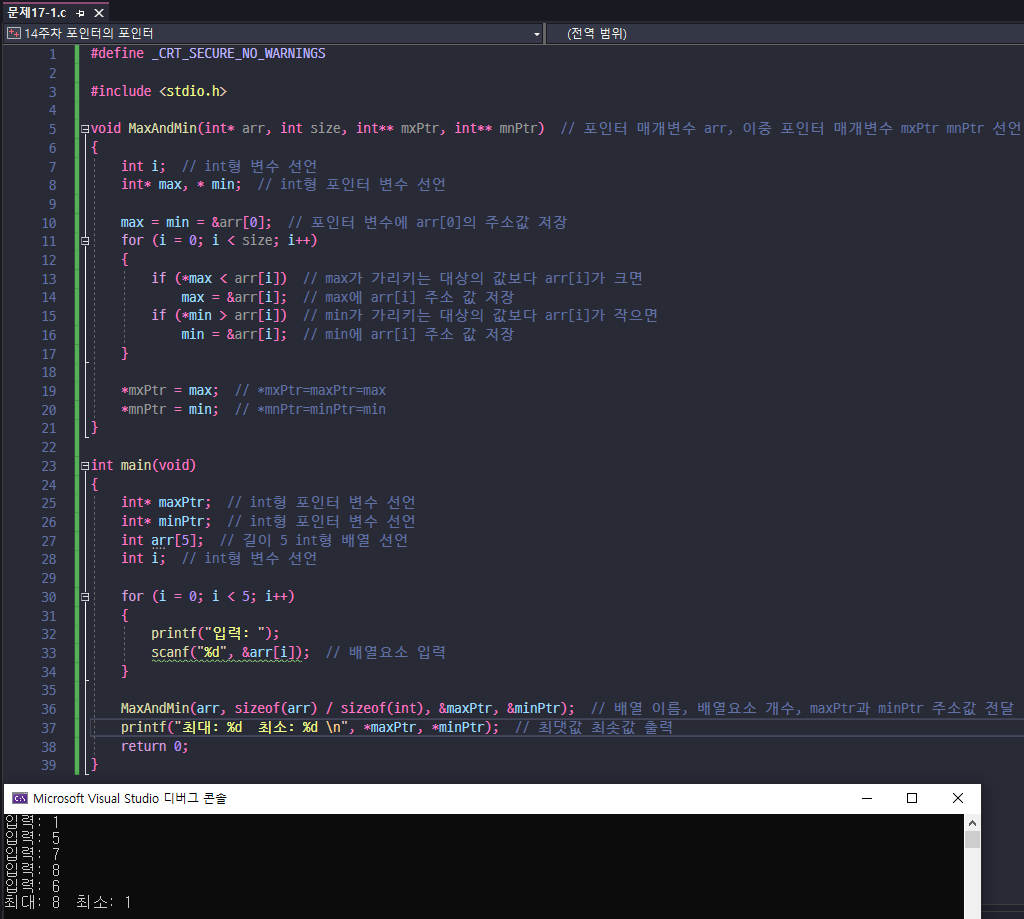 문제17-1.c
14주차 포인터의 포인터 (전역 범위)
1 #define _CRT_SECURE_NO_WARNINGS
2
3 #include <stdio.h>
4
5 void MaxAndMin(int* arr, int size, int** mxPtr, int** mnPtr)  // 포인터 매개변수 arr, 이중 포인터 매개변수 mxPtr mnPtr 선언
6 {
7     int i;  // int형 변수 선언
8     int* max, * min;  // int형 포인터 변수 선언
9
10     max = min = &arr[0];  // 포인터 변수에 arr[0]의 주소값 저장
11     for (i = 0; i < size; i++)
12     {
13         if (*max < arr[i])  // max가 가리키는 대상의 값보다 arr[i]가 크면
14             max = &arr[i];  // max에 arr[i] 주소 값 저장
15         if (*min > arr[i])  // min가 가리키는 대상의 값보다 arr[i]가 작으면
16             min = &arr[i];  // min에 arr[i] 주소 값 저장
17     }
18
19     *mxPtr = max;  // *mxPtr=maxPtr=max
20     *mnPtr = min;  // *mnPtr=minPtr=min
21 }
22
23 int main(void)
24 {
25     int* maxPtr;  // int형 포인터 변수 선언
26     int* minPtr;  // int형 포인터 변수 선언
27     int arr[5];  // 길이 5 int형 배열 선언
28     int i;  // int형 변수 선언
29
30     for (i = 0; i < 5; i++)
31     {
32         printf("입력: ");
33         scanf("%d", &arr[i]);  // 배열요소 입력
34     }
35
36     MaxAndMin(arr, sizeof(arr) / sizeof(int), &maxPtr, &minPtr);  // 배열 이름, 배열요소 개수, maxPtr과 minPtr 주소값 전달
37     printf("최대: %d  최소: %d \n", *maxPtr, *minPtr);  // 최댓값 최솟값 출력
38     return 0;
39 }
Microsoft Visual Studio 디버그 콘솔
입력: 1
입력: 5
입력: 7
입력: 8
입력: 6
최대: 8  최소: 1